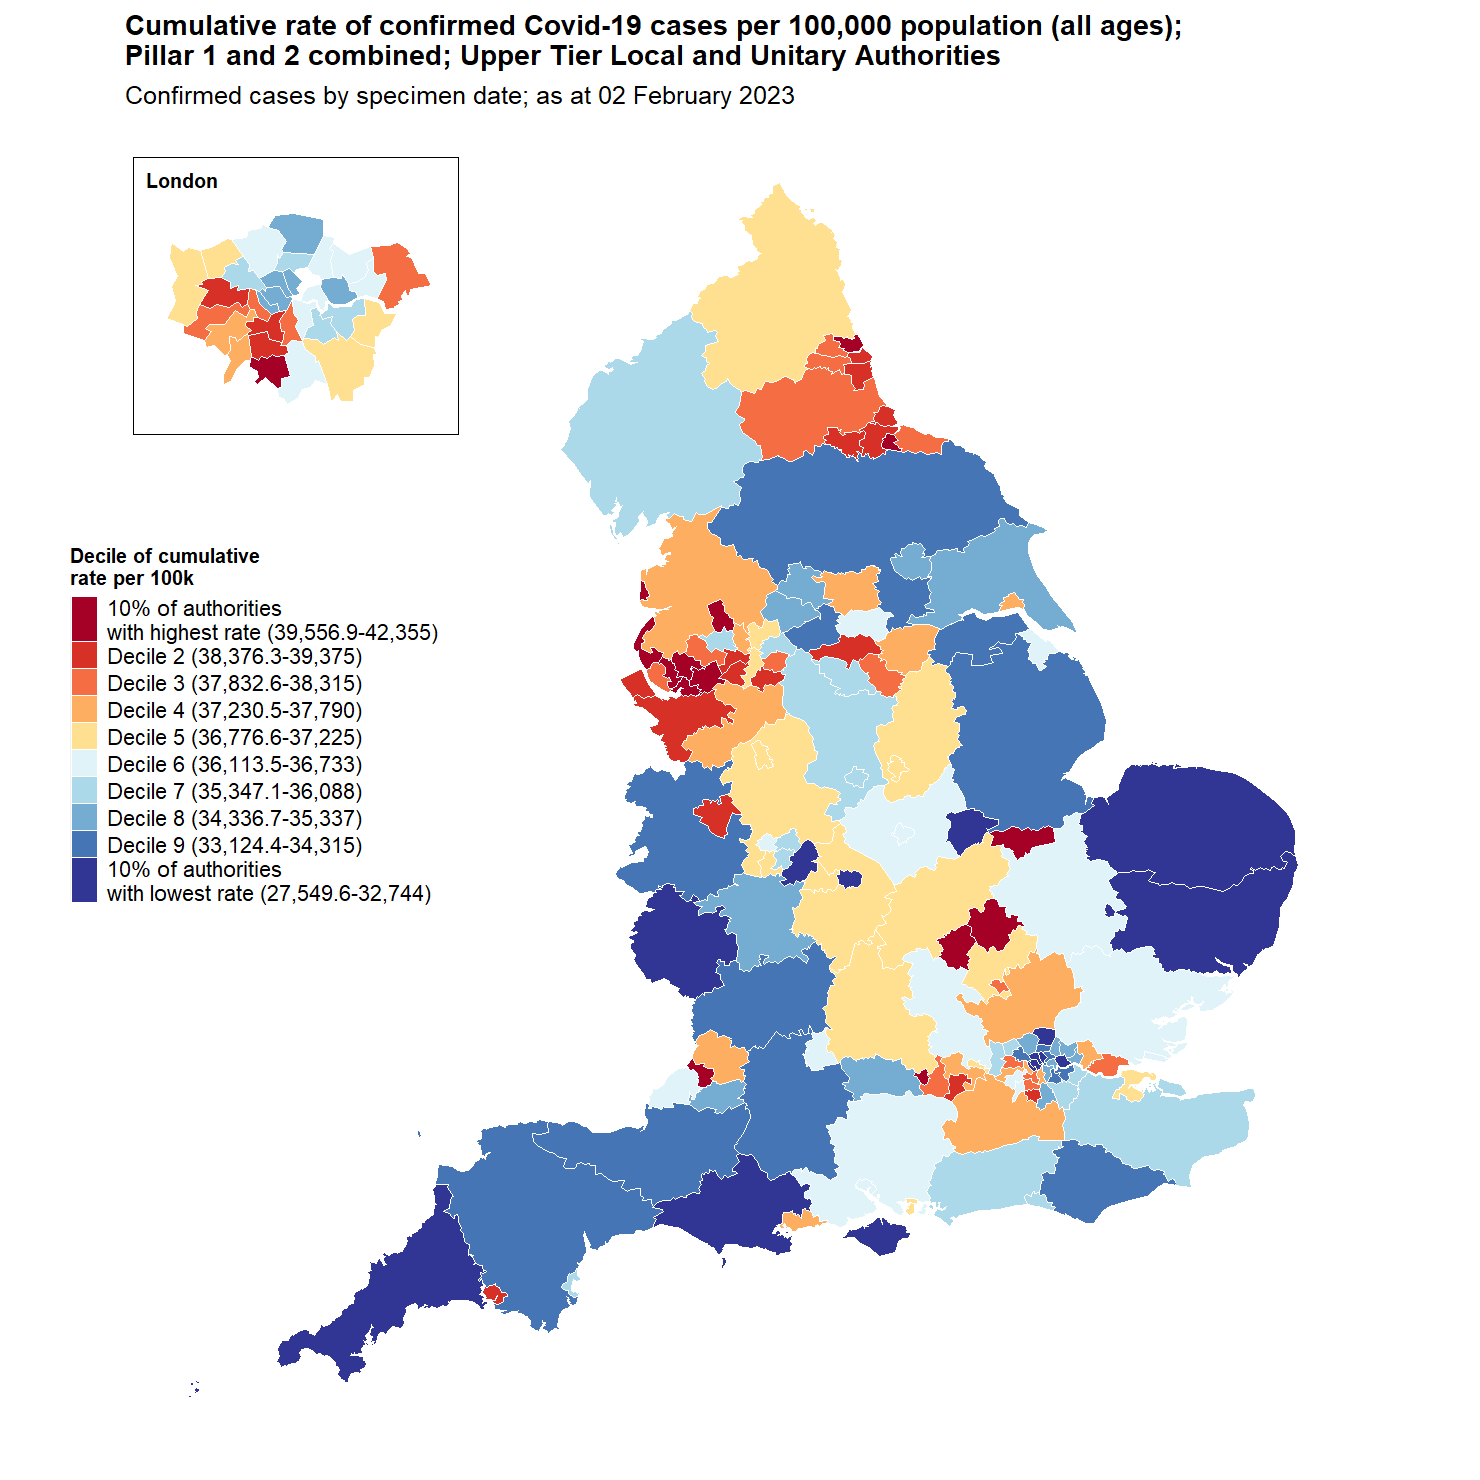 Cumulative rate of confirmed Covid-19 cases per 100,000 population (all ages);
Pillar 1 and 2 combined; Upper Tier Local and Unitary Authorities
Confirmed cases by specimen date; as at 02 February 2023
London
Decile of cumulative
rate per 100k
10% of authorities
with highest rate (39,556.9-42,355)
Decile 2 (38,376.3-39,375)
Decile 3 (37,832.6-38,315)
Decile 4 (37,230.5-37,790)
Decile 5 (36,776.6-37,225)
Decile 6 (36,113.5-36,733)
Decile 7 (35,347.1-36,088)
Decile 8 (34,336.7-35,337)
Decile 9 (33,124.4-34,315)
10% of authorities
with lowest rate (27,549.6-32,744)